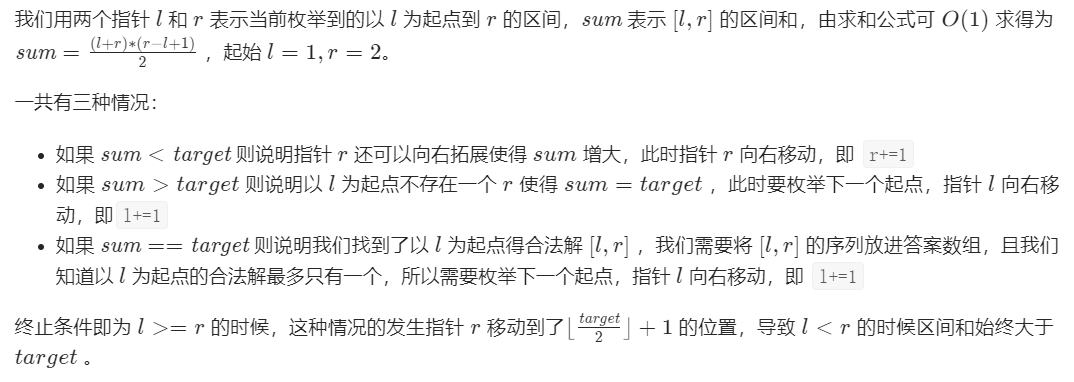 我们用两个指针 l 和 r 表示当前枚举到的以 l 为起点到 r 的区间，sum 表示 [l, r] 的区间和，由求和公式可 O(1) 求得为
sum = (l+r)∗(r−l+1)/2 ，起始 l = 1, r = 2。
一共有三种情况：
• 如果 sum < target 则说明指针 r 还可以向右拓展使得 sum 增大，此时指针 r 向右移动，即 r+=1
• 如果 sum > target 则说明以 l 为起点不存在一个 r 使得 sum = target ，此时要枚举下一个起点，指针 l 向右移
动，即 l+=1
• 如果 sum == target 则说明我们找到了以 l 为起点得合法解 [l, r] ，我们需要将 [l, r] 的序列放进答案数组，且我们
知道以 l 为起点的合法解最多只有一个，所以需要枚举下一个起点，指针 l 向右移动，即 l+=1
终止条件即为 l >= r 的时候，这种情况的发生指针 r 移动到了⌊target/2⌋ + 1 的位置，导致 l < r 的时候区间和始终大于
target 。